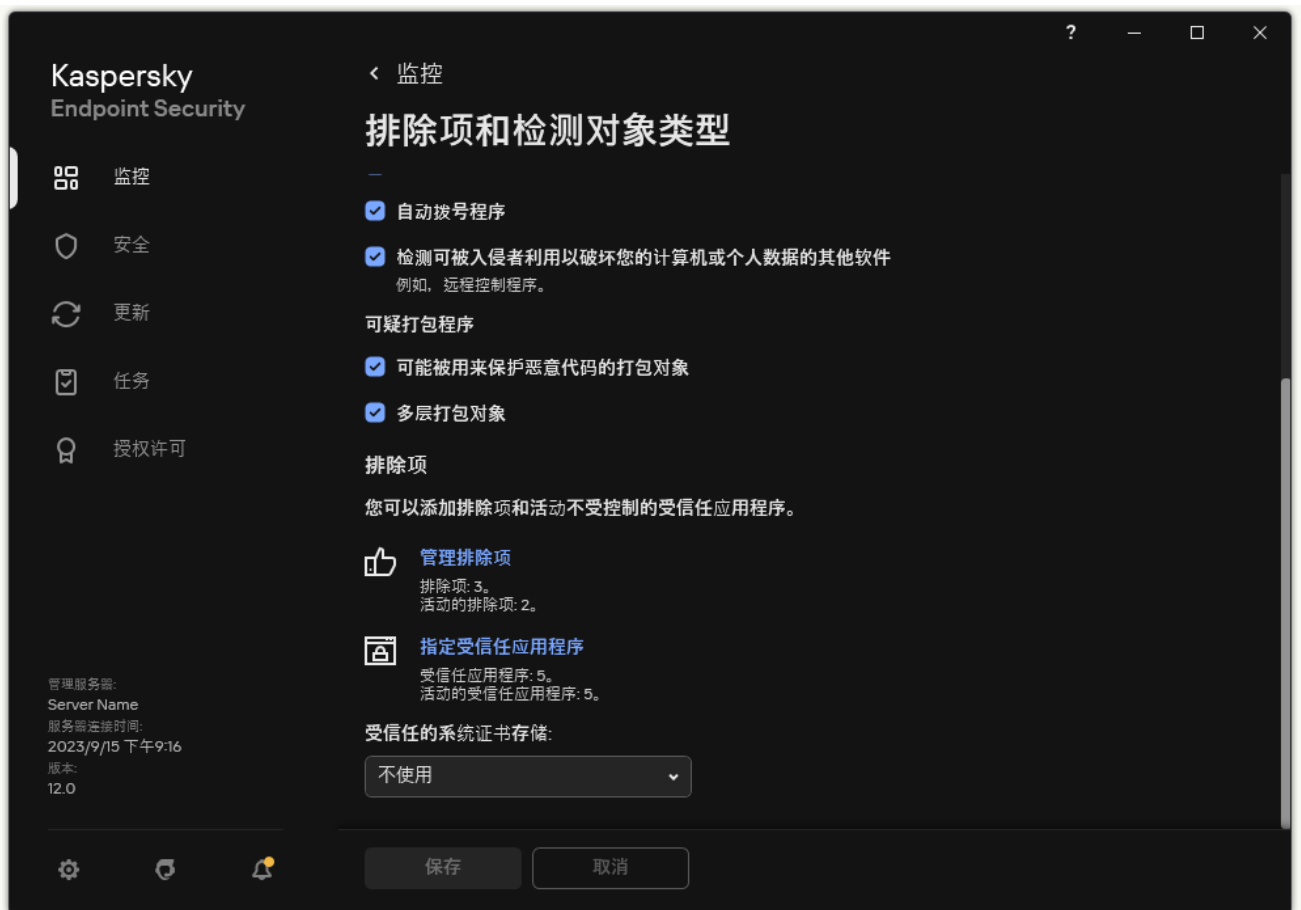 ?
Kaspersky
Endpoint Security
监控
安全
更新
任务
授权许可
管理服务器:
Server Name
服务器连接时间:
2023/9/15 下午9:16
版本:
12.0
监控
排除项和检测对象类型
自动拨号程序
检测可被入侵者利用以破坏您的计算机或个人数据的其他软件
例如，远程控制程序。
可疑打包程序
可能被用来保护恶意代码的打包对象
多层打包对象
排除项
您可以添加排除项和活动不受控制的受信任应用程序。
管理排除项
排除项: 3。
活动的排除项: 2。
指定受信任应用程序
受信任应用程序: 5。
活动的受信任应用程序: 5。
受信任的系统证书存储:
不使用
保存
取消